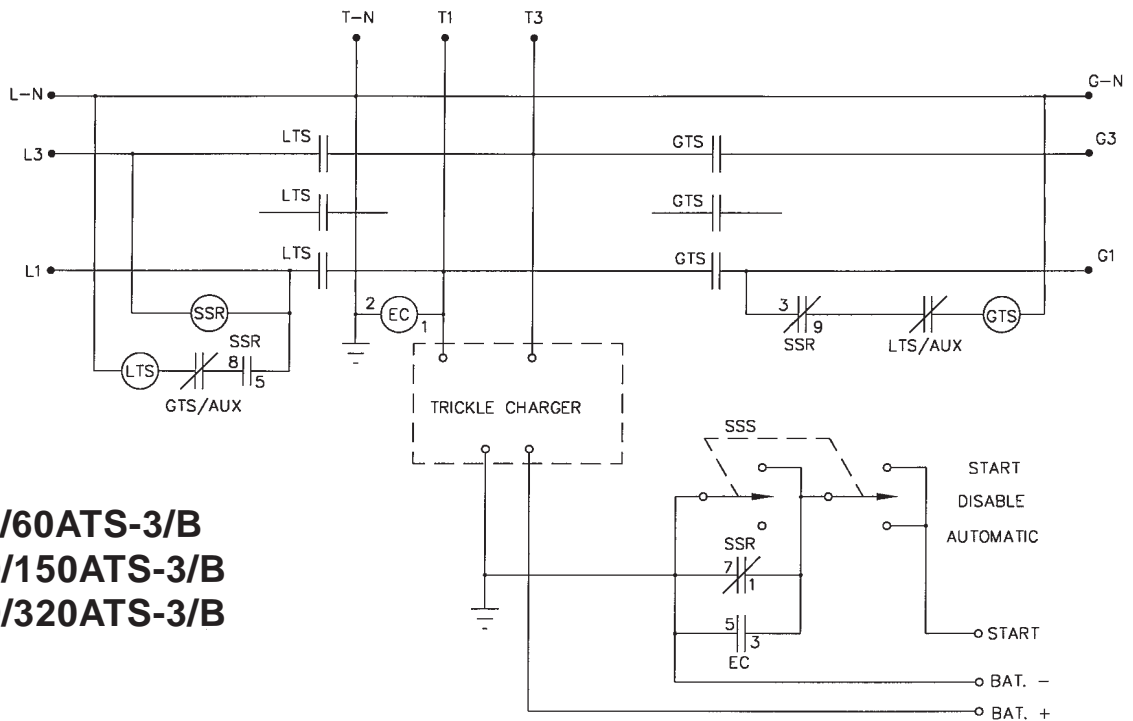 T-N
T1
T3
L-N
G-N
LTS
GTS
L3
G3
LTS
GTS
LTS
GTS
L1
G1
SSR
2
EC
1
3
9
SSR
LTS/AUX
GTS
LTS
GTS/AUX
SSR
8
5
TRICKLE CHARGER
SSS
START
DISABLE
AUTOMATIC
SSR
7
1
5
3
EC
START
BAT. -
BAT. +
/60ATS-3/B
/150ATS-3/B
/320ATS-3/B